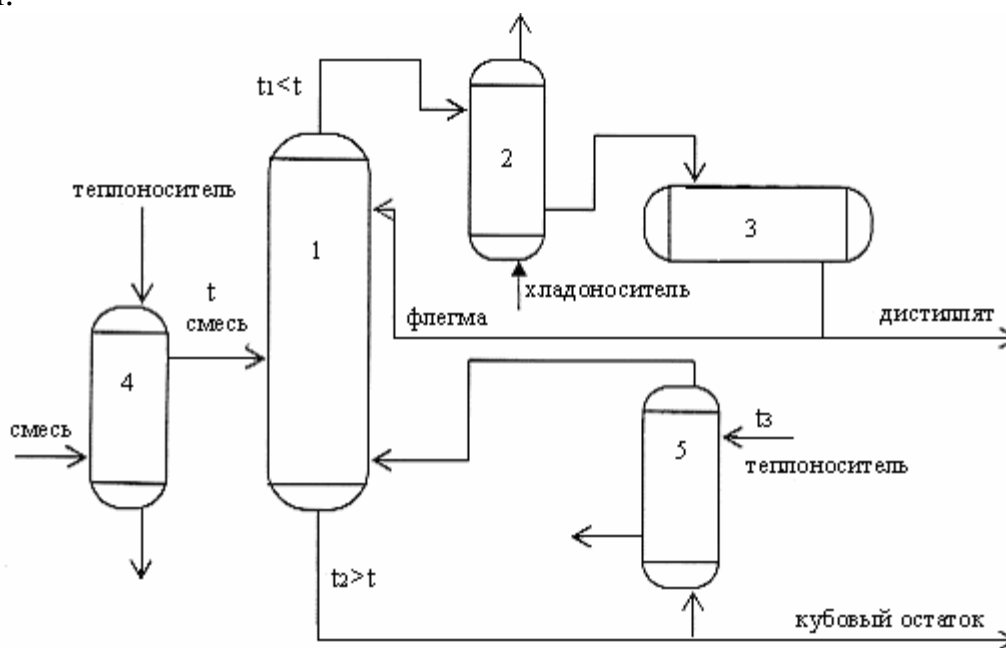 t1<t
2
теплоноситель
3
1
t
хладоноситель
смесь
флегма
дистиллят
4
t3
смесь
5
теплоноситель
t2>t
кубовый остаток